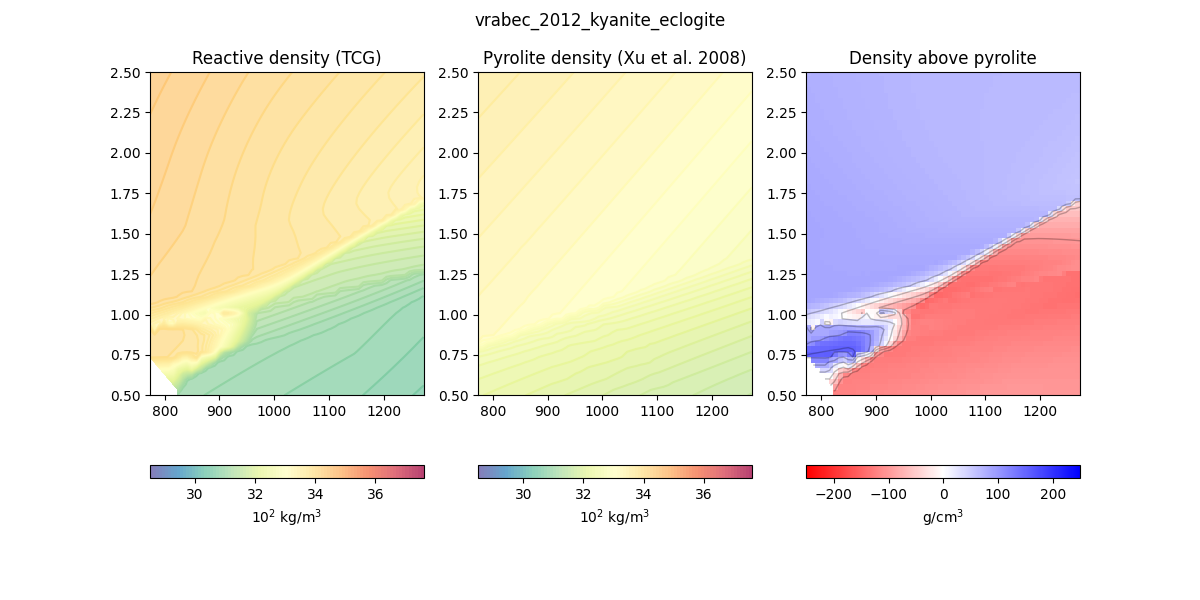 vrabec_2012_kyanite_eclogite
Reactive density (TCG)
2.50
2.25
2.00
1.75
1.50
1.25
1.00
0.75
0.50
800 900 1000 1100 1200
30 32 34 36
10² kg/m³
Pyrolite density (Xu et al. 2008)
2.50
2.25
2.00
1.75
1.50
1.25
1.00
0.75
0.50
800 900 1000 1100 1200
30 32 34 36
10² kg/m³
Density above pyrolite
2.50
2.25
2.00
1.75
1.50
1.25
1.00
0.75
0.50
800 900 1000 1100 1200
−200 −100 0 100 200
g/cm³